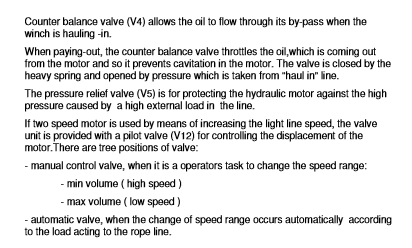 Counter balance valve (V4) allows the oil to flow through its by-pass when the
winch is hauling -in.
When paying-out, the counter balance valve throttles the oil,which is coming out
from the motor and so it prevents cavitation in the motor. The valve is closed by the
heavy spring and opened by pressure which is taken from "haul in" line.
The pressure relief valve (V5) is for protecting the hydraulic motor against the high
pressure caused by a high external load in the line.
If two speed motor is used by means of increasing the light line speed, the valve
unit is provided with a pilot valve (V12) for controlling the displacement of the
motor.There are tree positions of valve:
- manual control valve, when it is a operators task to change the speed range:
- min volume ( high speed )
- max volume ( low speed )
- automatic valve, when the change of speed range occurs automatically according
to the load acting to the rope line.